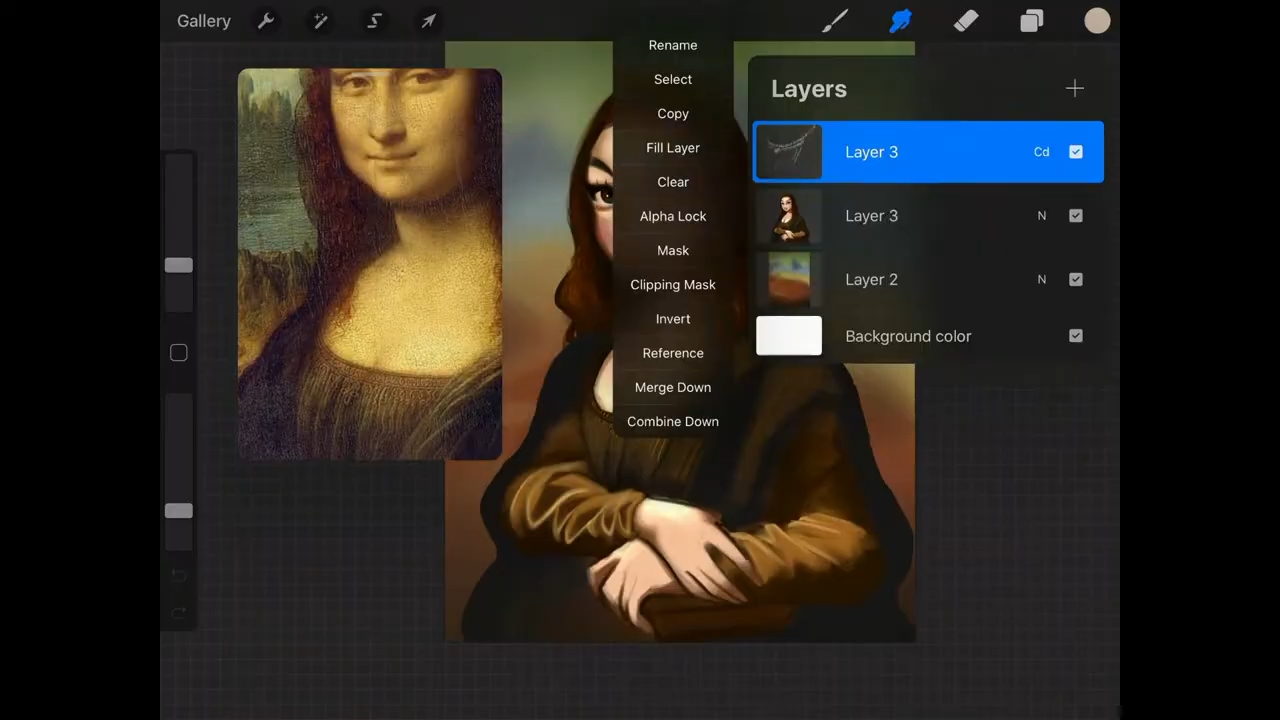 Gallery
Rename
Select
Copy
Fill Layer
Clear
Alpha Lock
Mask
Clipping Mask
Invert
Reference
Merge Down
Combine Down
Layers
Layer 3 Cd
Layer 3 N
Layer 2 N
Background color